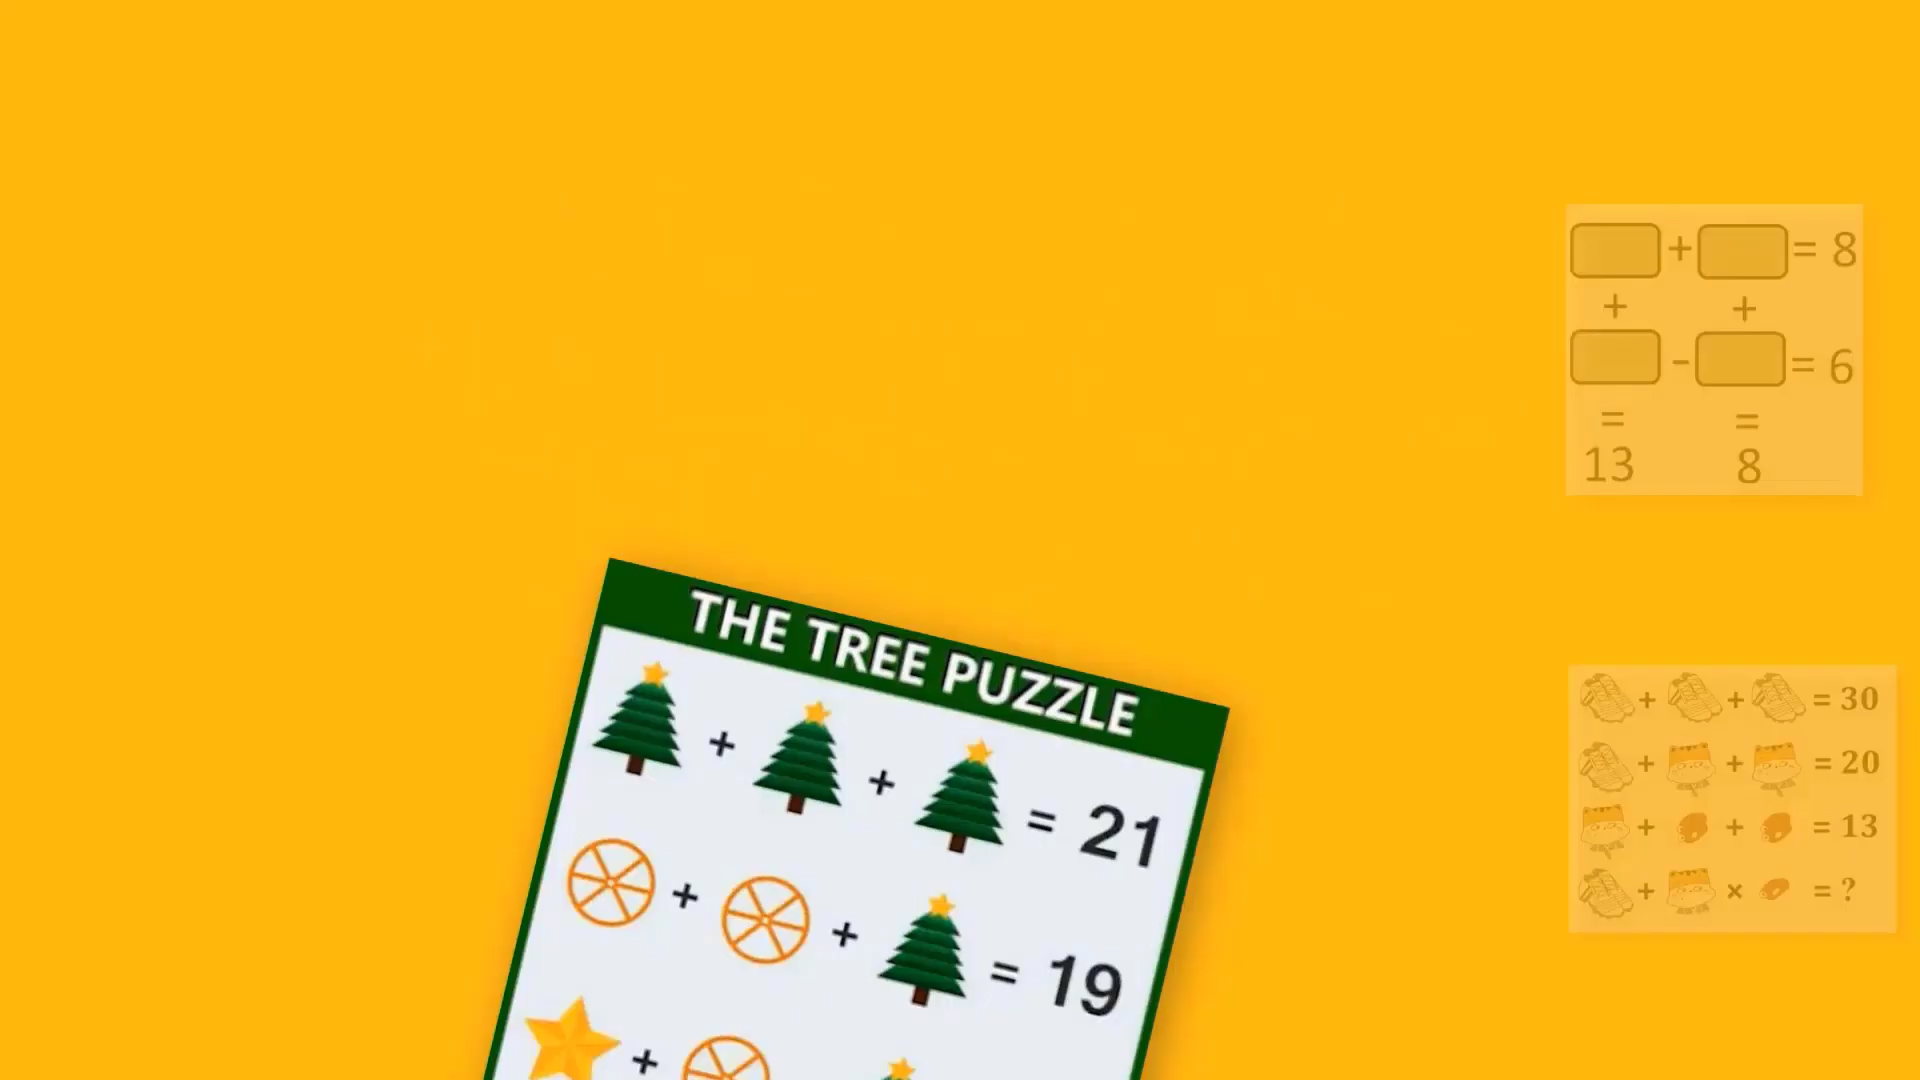 THE TREE PUZZLE
+ + = 21
+ + = 19
+
+ = 8
+ +
- = 6
= =
13 8
+ + = 30
+ + = 20
+ + = 13
+ × = ?